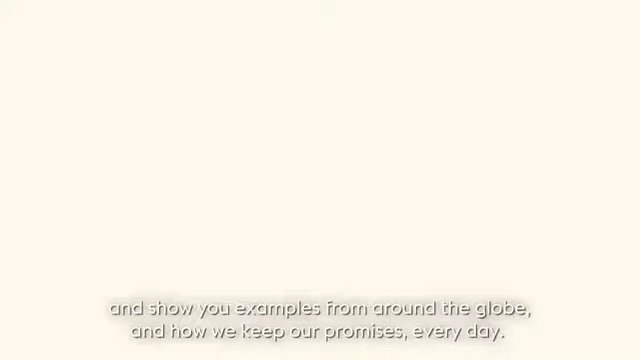 and show you examples from around the globe,
and how we keep our promises, every day.